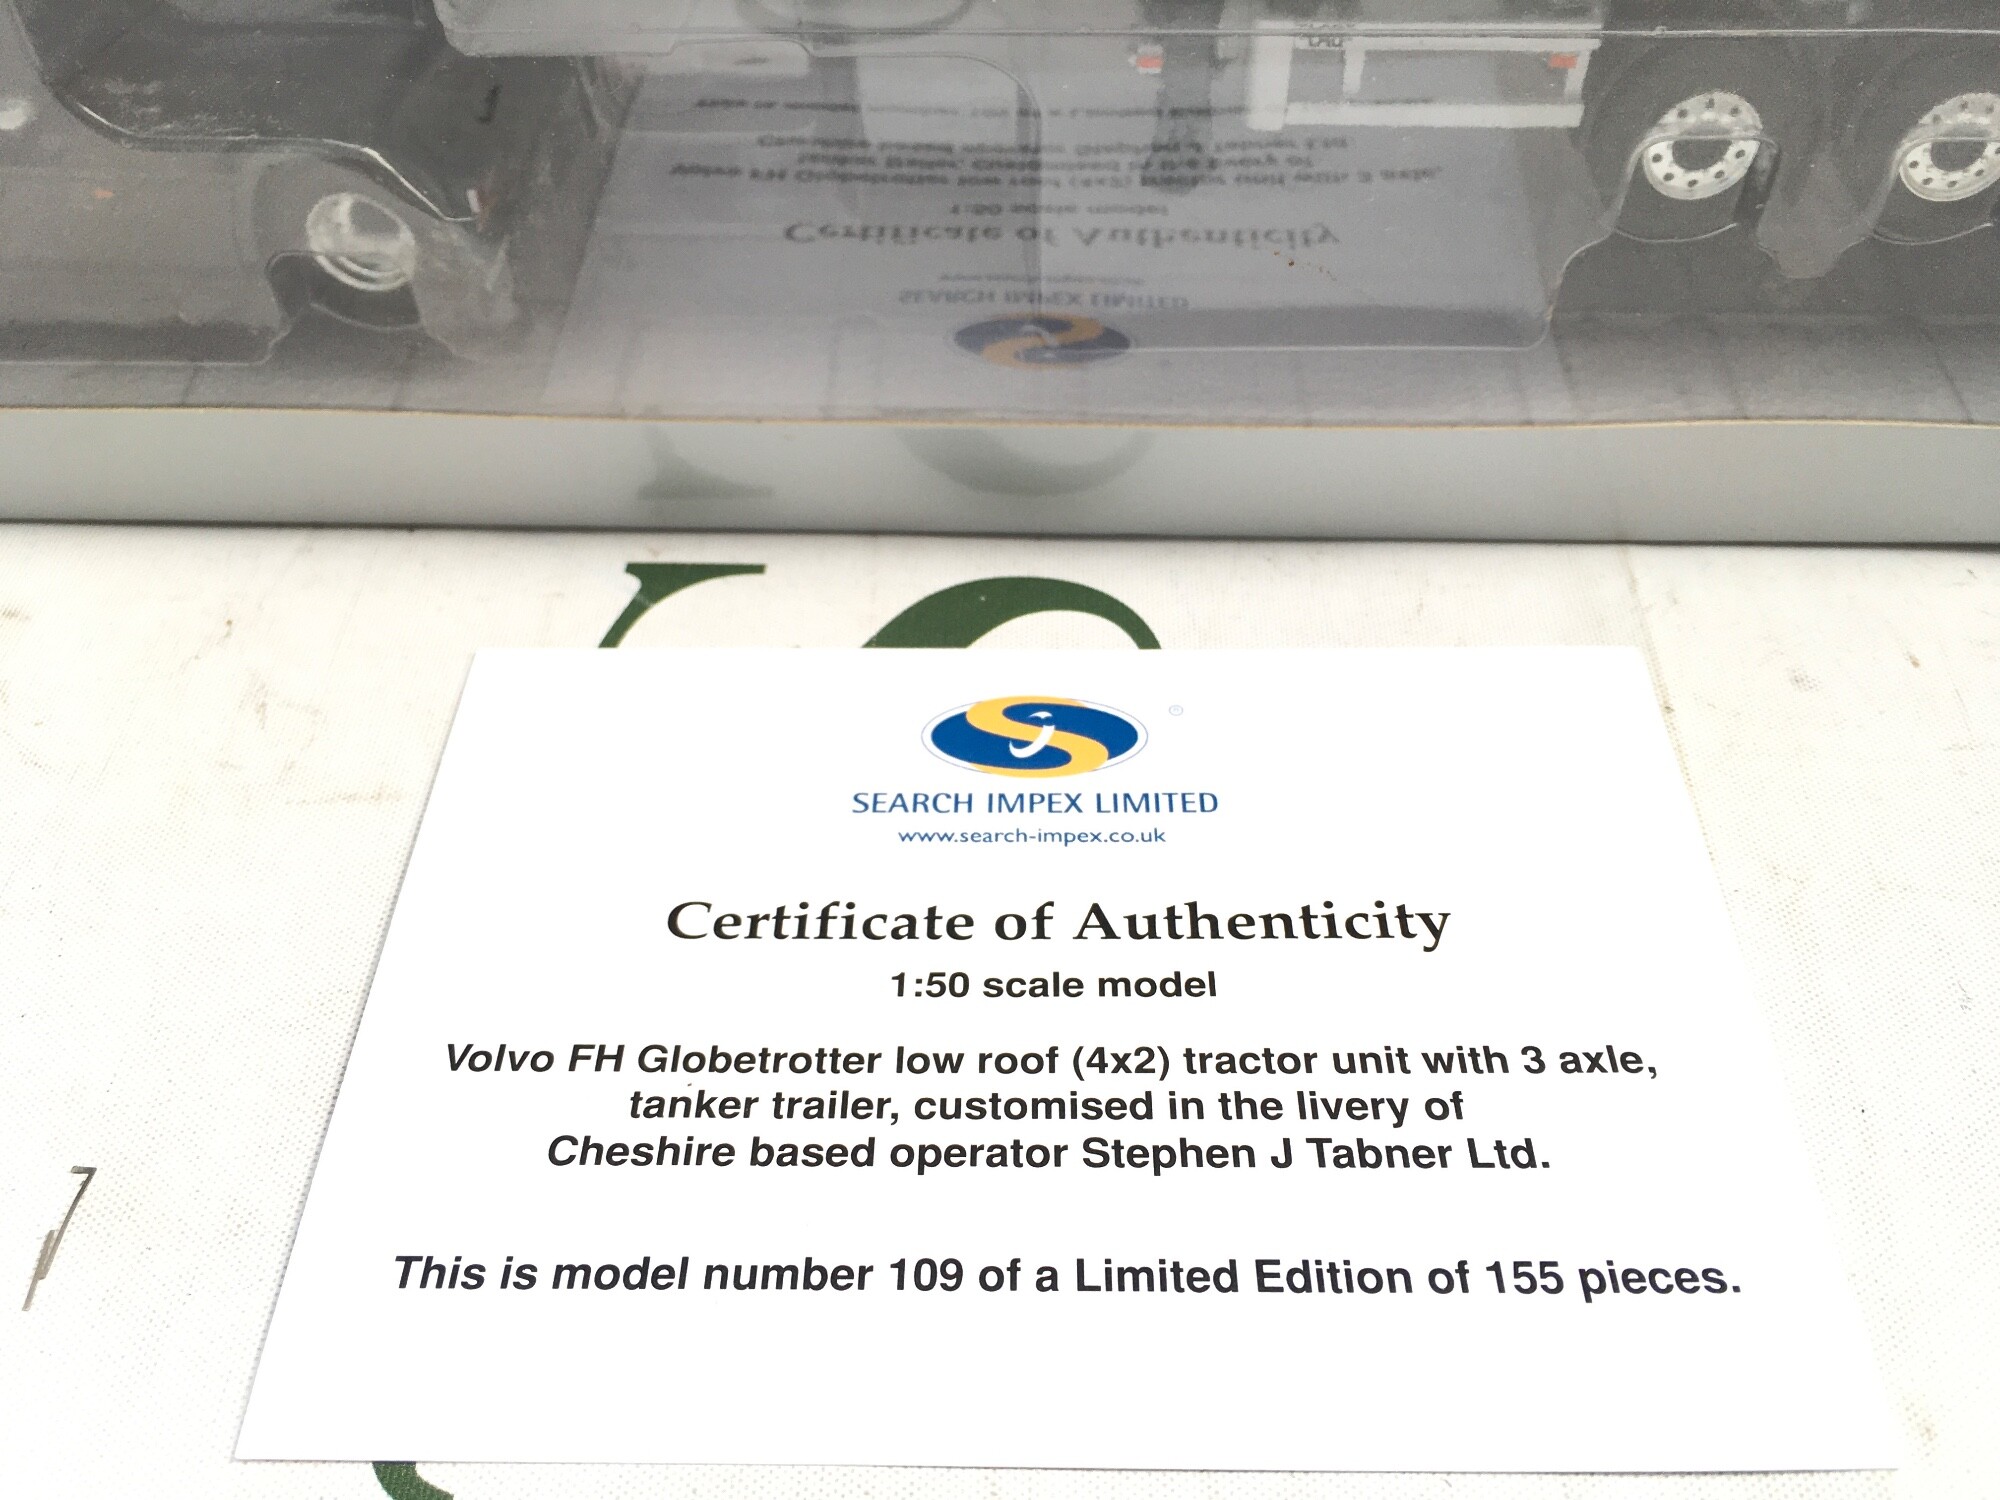 SEARCH IMPEX LIMITED
www.search-impex.co.uk
Certificate of Authenticity
1:50 scale model
Volvo FH Globetrotter low roof (4x2) tractor unit with 3 axle,
tanker trailer, customised in the livery of
Cheshire based operator Stephen J Tabner Ltd.
This is model number 109 of a Limited Edition of 155 pieces.